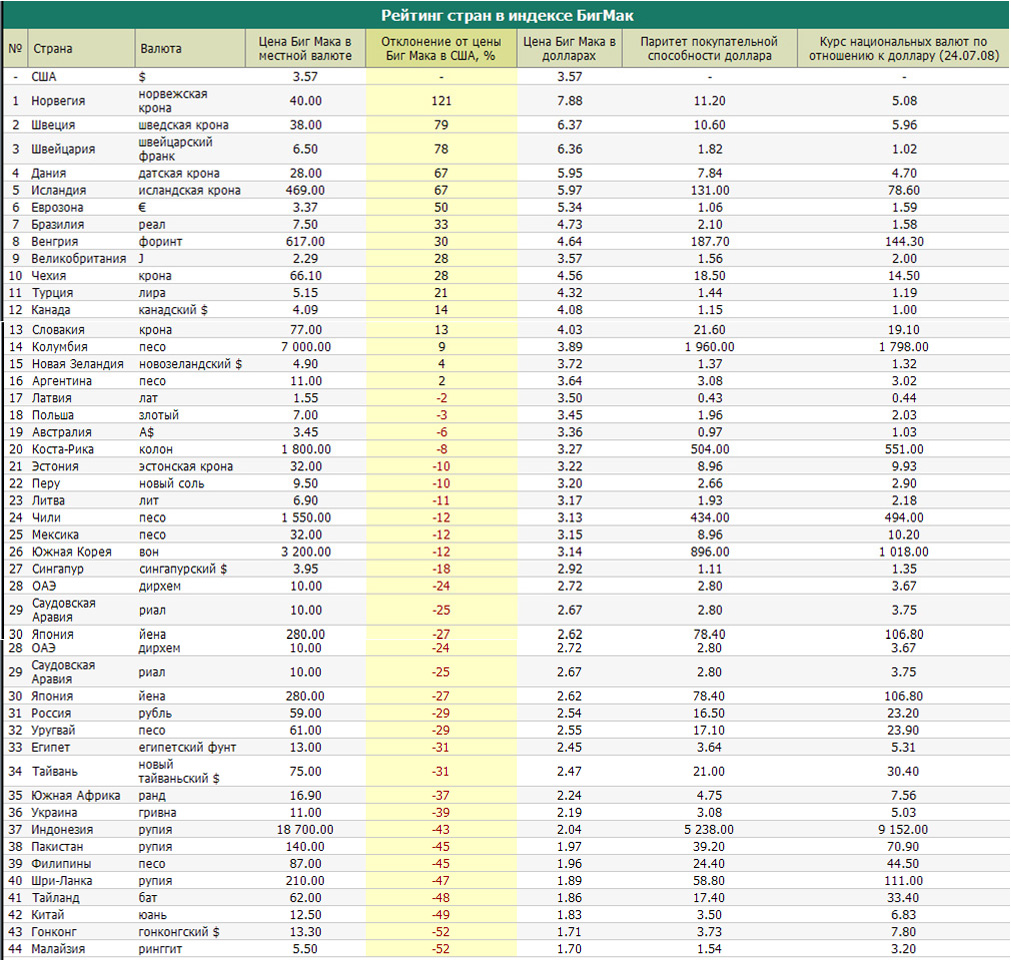 Рейтинг стран в индексе БигМак
№ Страна Валюта Цена Биг Мака в местной валюте Отклонение от цены Биг Мака в США, % Цена Биг Мака в долларах Паритет покупательной способности доллара Курс национальных валют по отношению к доллару (24.07.08)
- США $ 3.57 - 3.57 - -
1 Норвегия норвежская крона 40.00 121 7.88 11.20 5.08
2 Швеция шведская крона 38.00 79 6.37 10.60 5.96
3 Швейцария швейцарский франк 6.50 78 6.36 1.82 1.02
4 Дания датская крона 28.00 67 5.95 7.84 4.70
5 Исландия исландская крона 469.00 67 5.97 131.00 78.60
6 Еврозона € 3.37 50 5.34 1.06 1.59
7 Бразилия реал 7.50 33 4.73 2.10 1.58
8 Венгрия форинт 617.00 30 4.64 187.70 144.30
9 Великобритания J 2.29 28 3.57 1.56 2.00
10 Чехия крона 66.10 28 4.56 18.50 14.50
11 Турция лира 5.15 21 4.32 1.44 1.19
12 Канада канадский $ 4.09 14 4.08 1.15 1.00
13 Словакия крона 77.00 13 4.03 21.60 19.10
14 Колумбия песо 7 000.00 9 3.89 1 960.00 1 798.00
15 Новая Зеландия новозеландский $ 4.90 4 3.72 1.37 1.32
16 Аргентина песо 11.00 2 3.64 3.08 3.02
17 Латвия лат 1.55 -2 3.50 0.43 0.44
18 Польша злотый 7.00 -3 3.45 1.96 2.03
19 Австралия A$ 3.45 -6 3.36 0.97 1.03
20 Коста-Рика колон 1 800.00 -8 3.27 504.00 551.00
21 Эстония эстонская крона 32.00 -10 3.22 8.96 9.93
22 Перу новый соль 9.50 -10 3.20 2.66 2.90
23 Литва лит 6.90 -11 3.17 1.93 2.18
24 Чили песо 1 550.00 -12 3.13 434.00 494.00
25 Мексика песо 32.00 -12 3.15 8.96 10.20
26 Южная Корея вон 3 200.00 -12 3.14 896.00 1 018.00
27 Сингапур сингапурский $ 3.95 -18 2.92 1.11 1.35
28 ОАЭ дирхем 10.00 -24 2.72 2.80 3.67
29 Саудовская Аравия риал 10.00 -25 2.67 2.80 3.75
30 Япония йена 280.00 -27 2.62 78.40 106.80
28 ОАЭ дирхем 10.00 -24 2.72 2.80 3.67
29 Саудовская Аравия риал 10.00 -25 2.67 2.80 3.75
30 Япония йена 280.00 -27 2.62 78.40 106.80
31 Россия рубль 59.00 -29 2.54 16.50 23.20
32 Уругвай песо 61.00 -29 2.55 17.10 23.90
33 Египет египетский фунт 13.00 -31 2.45 3.64 5.31
34 Тайвань новый тайваньский $ 75.00 -31 2.47 21.00 30.40
35 Южная Африка ранд 16.90 -37 2.24 4.75 7.56
36 Украина гривна 11.00 -39 2.19 3.08 5.03
37 Индонезия рупия 18 700.00 -43 2.04 5 238.00 9 152.00
38 Пакистан рупия 140.00 -45 1.97 39.20 70.90
39 Филипины песо 87.00 -45 1.96 24.40 44.50
40 Шри-Ланка рупия 210.00 -47 1.89 58.80 111.00
41 Тайланд бат 62.00 -48 1.86 17.40 33.40
42 Китай юань 12.50 -49 1.83 3.50 6.83
43 Гонконг гонконгский $ 13.30 -52 1.71 3.73 7.80
44 Малайзия ринггит 5.50 -52 1.70 1.54 3.20